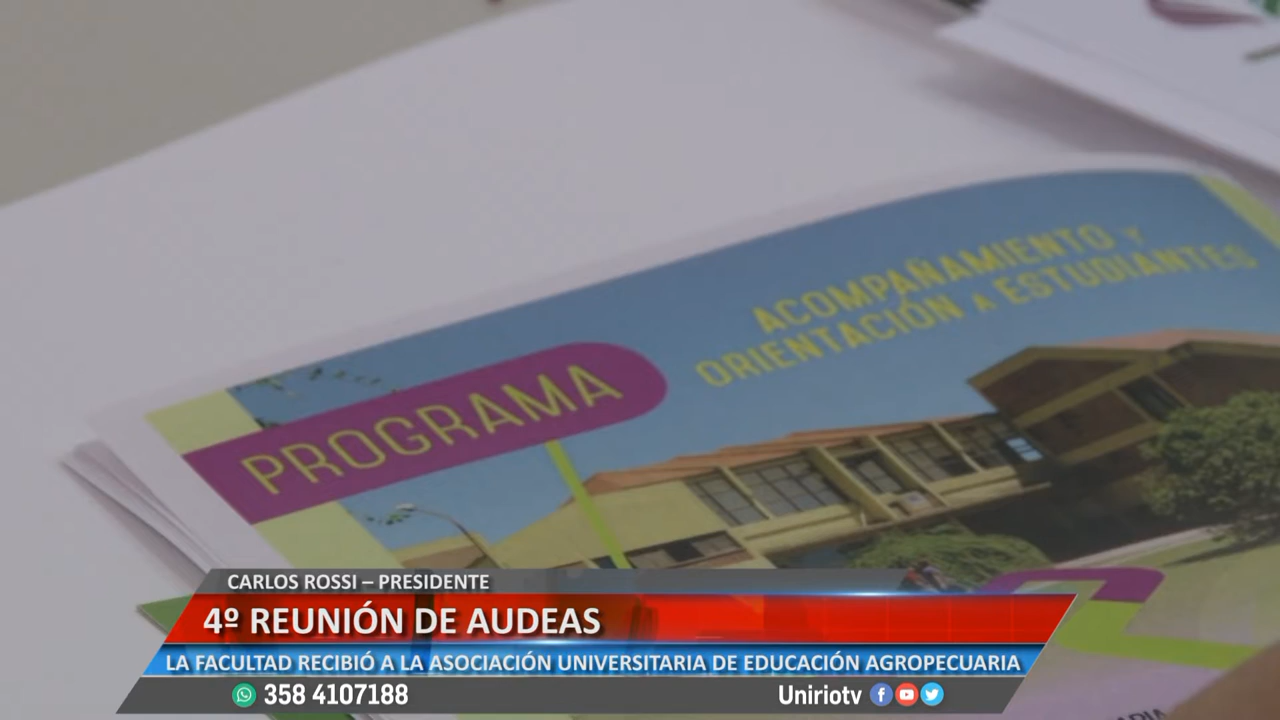 ACOMPAÑAMIENTO Y
ORIENTACIÓN A ESTUDIANTES
PROGRAMA
CARLOS ROSSI – PRESIDENTE
4º REUNIÓN DE AUDEAS
LA FACULTAD RECIBIÓ A LA ASOCIACIÓN UNIVERSITARIA DE EDUCACIÓN AGROPECUARIA
358 4107188
Uniriotv